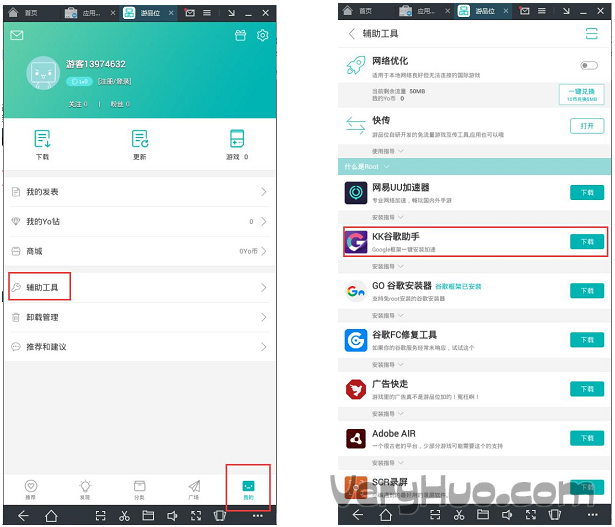 首页
应用...
游品位
游客13974632
Lv0
[注册/登录]
关注 0
粉丝 0
下载
更新
游戏 0
我的发表
我的Yo钻
0
商城
0Yo币
辅助工具
卸载管理
推荐和建议
推荐
发现
分类
广场
我的
首页
应用...
游品位
辅助工具
网络优化
适用于本地网络良好但无法连接的国际游戏
当前剩余流量 50MB
我的Yo币 0
一键兑换
快传
游品位自研开发的免流量游戏互传工具,应用也可以哦
打开
使用指导
什么是Root
网易UU加速器
专业网络加速，畅玩国内外手游
下载
安装指导
KK谷歌助手
Google框架一键安装加速
下载
安装指导
GO 谷歌安装器 谷歌框架已安装
支持免root安装的谷歌安装器
下载
安装指导
谷歌FC修复工具
如果你的谷歌服务经常未响应，试试这个
下载
安装指导
广告快走
游戏里的广告真不是游品位加的！冤枉啊！
下载
安装指导
Adobe AIR
一个很古老的平台，少部分游戏可能需要这个的支持
下载
安装指导
SCR录屏
下载
VeryHuo.com